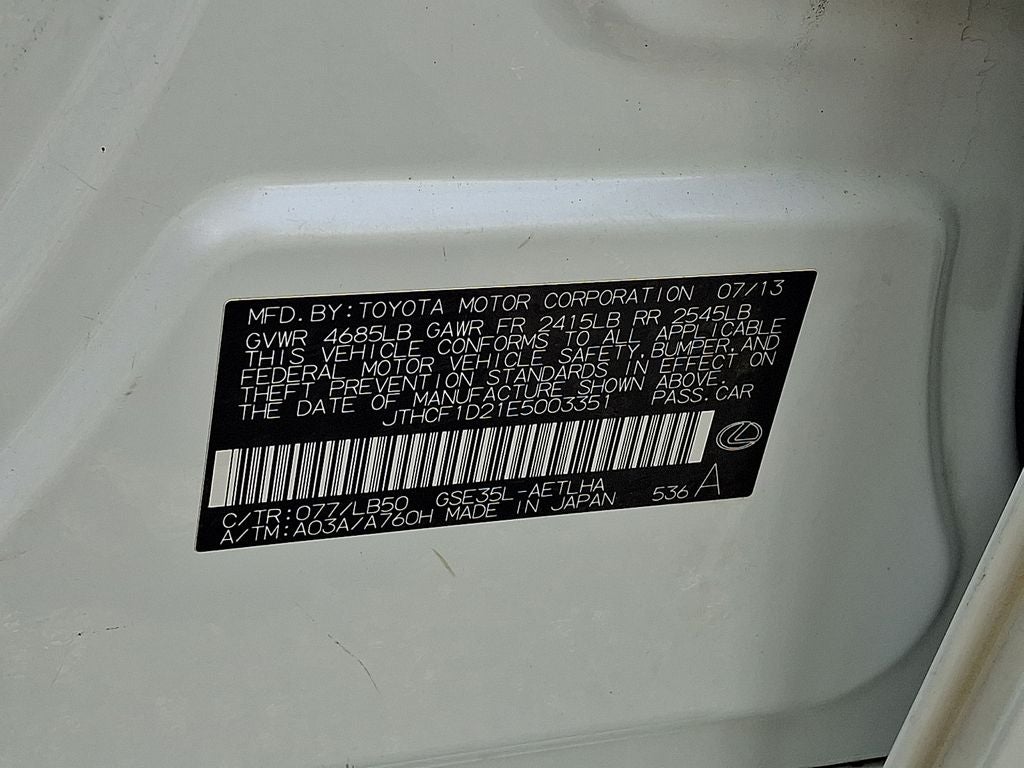 MFD.BY:TOYOTA MOTOR CORPORATION 07/13
GVWR 4685LB GAWR FR 2415LB RR 2545LB
THIS VEHICLE CONFORMS TO ALL APPLICABLE
FEDERAL MOTOR VEHICLE SAFETY,BUMPER,AND
THEFT PREVENTION STANDARDS IN EFFECT ON
THE DATE OF MANUFACTURE SHOWN ABOVE.
JTHCF1D21E5003351 PASS.CAR
C/TR:077/LB50 GSE35L-AETLHA
A/TM:A03A/A760H MADE IN JAPAN 536 A